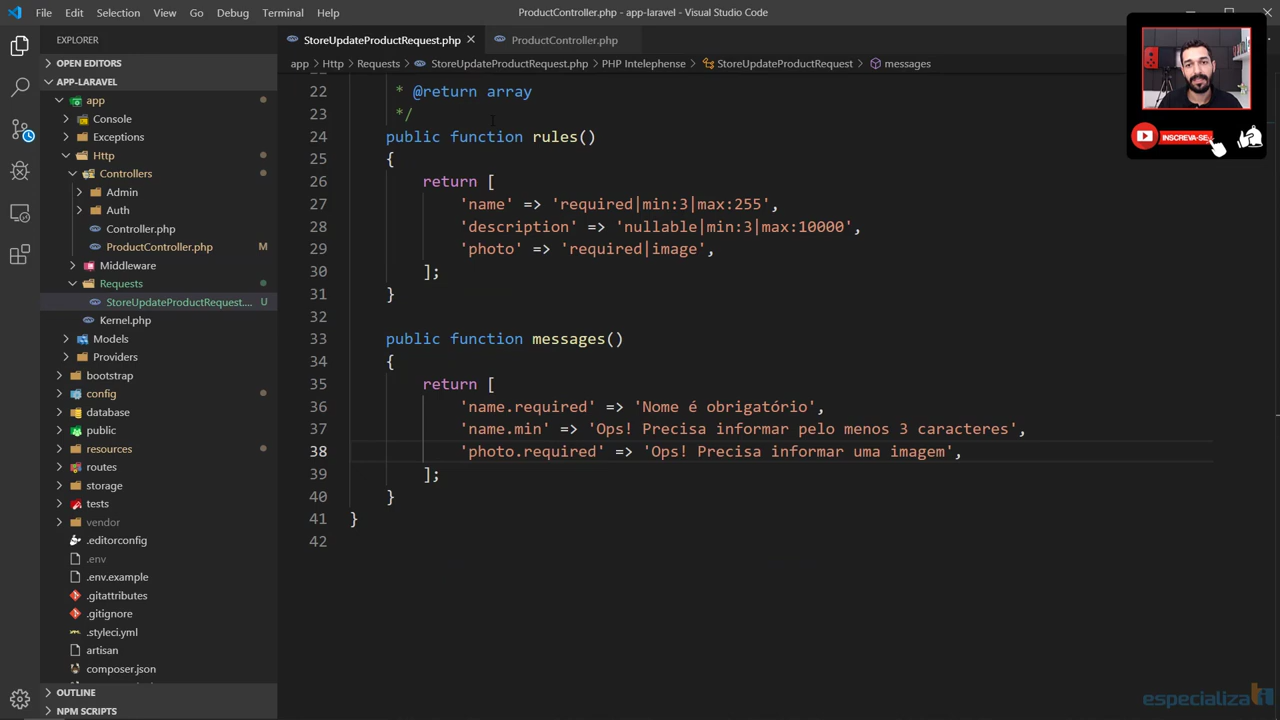 File Edit Selection View Go Debug Terminal Help
ProductController.php - app-laravel - Visual Studio Code
EXPLORER
OPEN EDITORS
APP-LARAVEL
app
Console
Exceptions
Http
Controllers
Admin
Auth
Controller.php
ProductController.php M
Middleware
Requests
StoreUpdateProductRequest.... U
Kernel.php
Models
Providers
bootstrap
config
database
public
resources
routes
storage
tests
vendor
.editorconfig
.env
.env.example
.gitattributes
.gitignore
.styleci.yml
artisan
composer.json
OUTLINE
NPM SCRIPTS
StoreUpdateProductRequest.php
ProductController.php
app > Http > Requests > StoreUpdateProductRequest.php > PHP Intelephense > StoreUpdateProductRequest > messages
22 * @return array
23 */
24 public function rules()
25 {
26 return [
27 'name' => 'required|min:3|max:255',
28 'description' => 'nullable|min:3|max:10000',
29 'photo' => 'required|image',
30 ];
31 }
32
33 public function messages()
34 {
35 return [
36 'name.required' => 'Nome é obrigatório',
37 'name.min' => 'Ops! Precisa informar pelo menos 3 caracteres',
38 'photo.required' => 'Ops! Precisa informar uma imagem',
39 ];
40 }
41 }
42
INSCREVA-SE
especializati